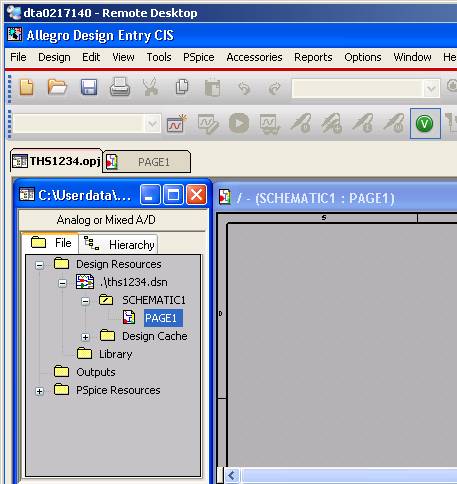 dta0217140 - Remote Desktop
Allegro Design Entry CIS
File Design Edit View Tools PSpice Accessories Reports Options Window He
V
THS1234.opj PAGE1
C:\Userdata\... / - (SCHEMATIC1 : PAGE1)
Analog or Mixed A/D
5
File Hierarchy
Design Resources
.\ths1234.dsn
SCHEMATIC1
PAGE1
D
Design Cache
Library
Outputs
PSpice Resources